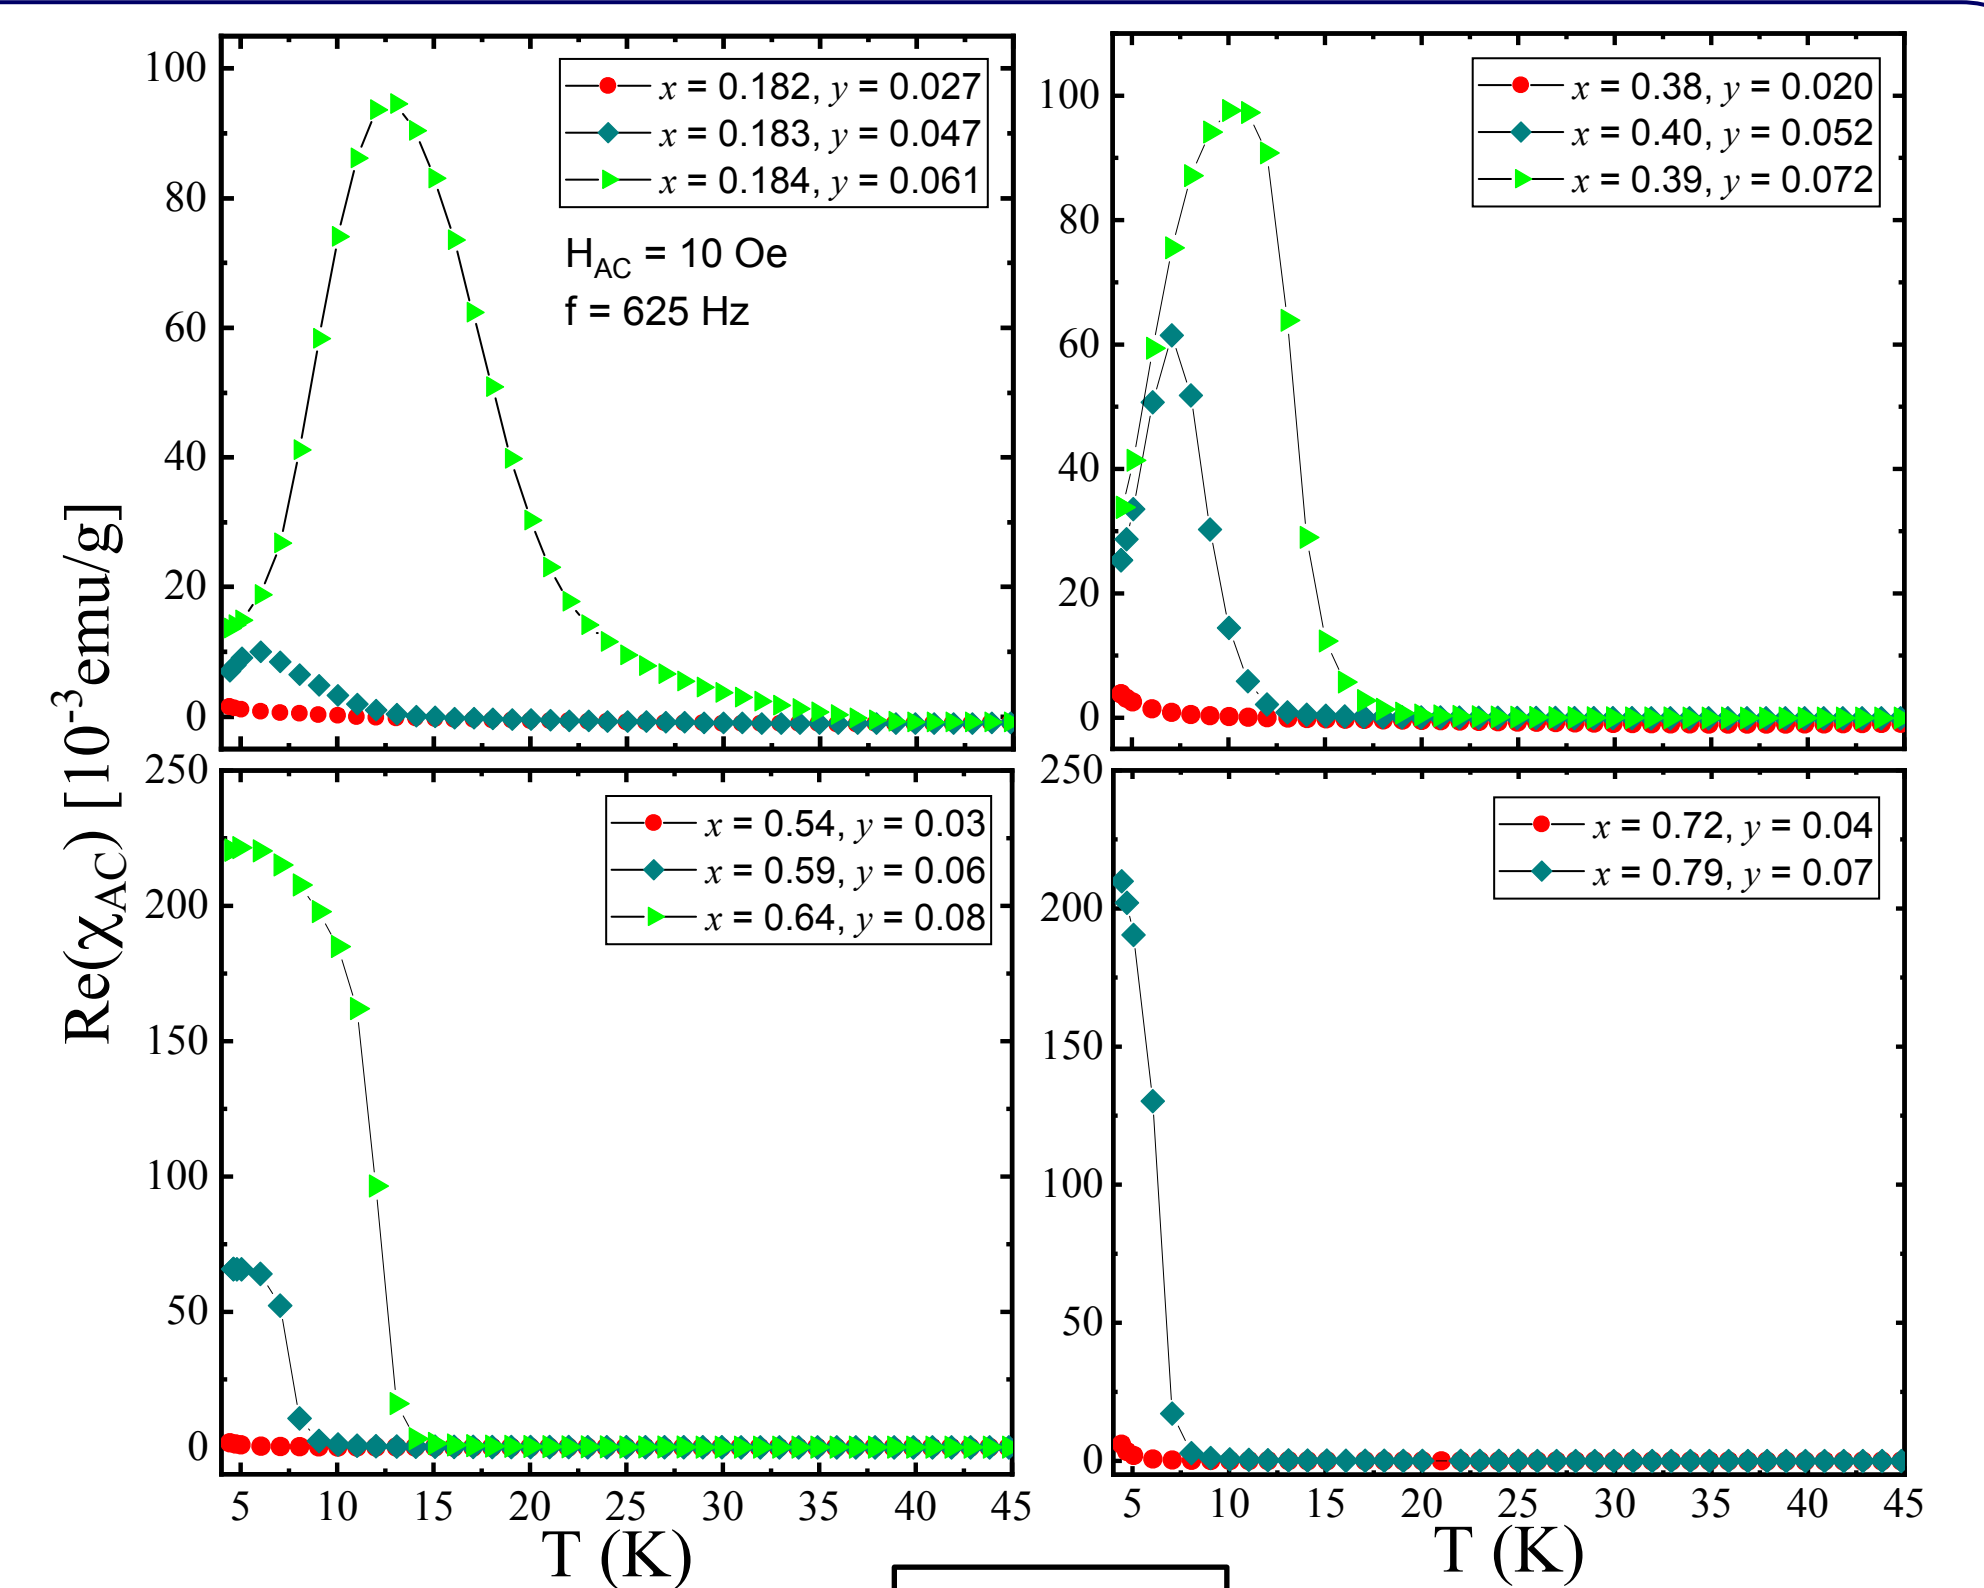 Re(χAC) [10-3emu/g]
100
80
60
40
20
0
x = 0.182, y = 0.027
x = 0.183, y = 0.047
x = 0.184, y = 0.061
HAC = 10 Oe
f = 625 Hz
100
80
60
40
20
0
x = 0.38, y = 0.020
x = 0.40, y = 0.052
x = 0.39, y = 0.072
250
200
150
100
50
0
x = 0.54, y = 0.03
x = 0.59, y = 0.06
x = 0.64, y = 0.08
5 10 15 20 25 30 35 40 45
T (K)
250
200
150
100
50
0
x = 0.72, y = 0.04
x = 0.79, y = 0.07
5 10 15 20 25 30 35 40 45
T (K)